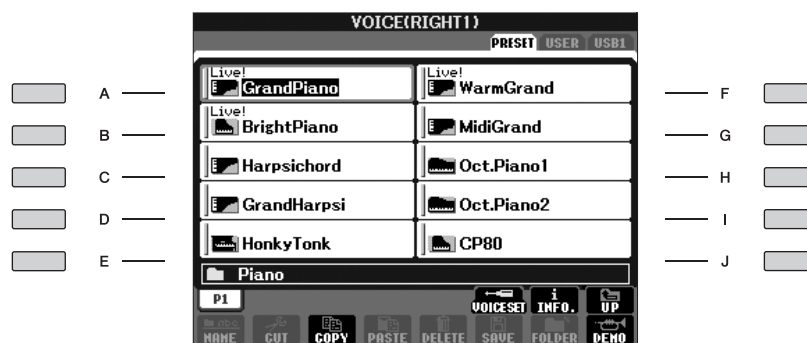 VOICE(RIGHT1)
PRESET USER USB1
Live! Live!
A GrandPiano WarmGrand F
Live!
B BrightPiano MidiGrand G
C Harpsichord Oct.Piano1 H
D GrandHarpsi Oct.Piano2 I
E HonkyTonk CP80 J
Piano
P1 VOICESET i INFO. UP
abc
NAME CUT COPY PASTE DELETE SAVE FOLDER DEMO